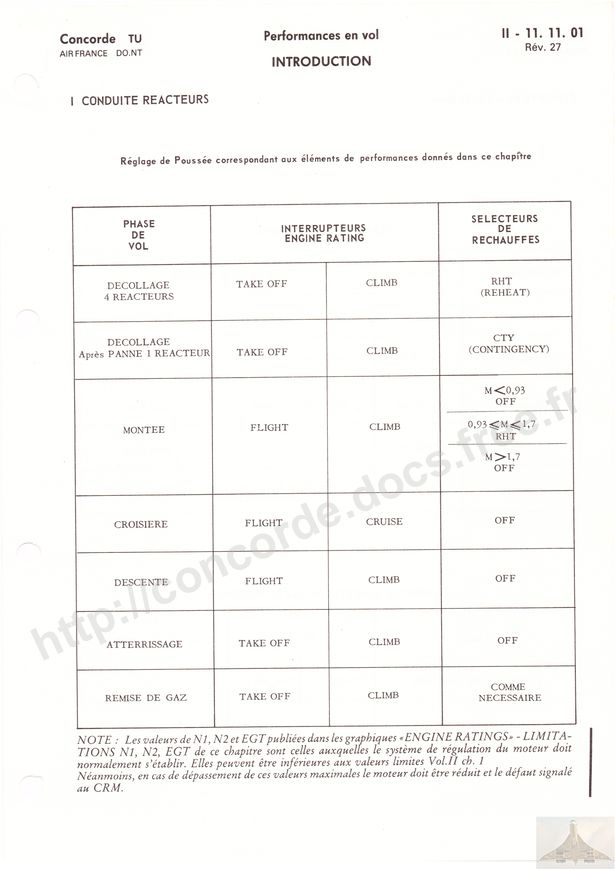 Concorde TU
AIR FRANCE DO.NT
Performances en vol
INTRODUCTION
II - 11. 11. 01
Rév. 27
I CONDUITE REACTEURS
Réglage de Poussée correspondant aux éléments de performances donnés dans ce chapître
PHASE
DE
VOL
INTERRUPTEURS
ENGINE RATING
SELECTEURS
DE
RECHAUFFES
DECOLLAGE
4 REACTEURS
TAKE OFF
CLIMB
RHT
(REHEAT)
DECOLLAGE
Après PANNE 1 REACTEUR
TAKE OFF
CLIMB
CTY
(CONTINGENCY)
MONTEE
FLIGHT
CLIMB
M<0,93
OFF
0,93⩽M⩽1,7
RHT
M>1,7
OFF
CROISIERE
FLIGHT
CRUISE
OFF
DESCENTE
FLIGHT
CLIMB
OFF
ATTERRISSAGE
TAKE OFF
CLIMB
OFF
REMISE DE GAZ
TAKE OFF
CLIMB
COMME
NECESSAIRE
NOTE : Les valeurs de N1, N2 et EGT publiées dans les graphiques «ENGINE RATINGS» - LIMITA-
TIONS N1, N2, EGT de ce chapitre sont celles auxquelles le système de régulation du moteur doit
normalement s'établir. Elles peuvent être inférieures aux valeurs limites Vol.II ch. 1
Néanmoins, en cas de dépassement de ces valeurs maximales le moteur doit être réduit et le défaut signalé
au CRM.
http://concorde.docs.free.fr